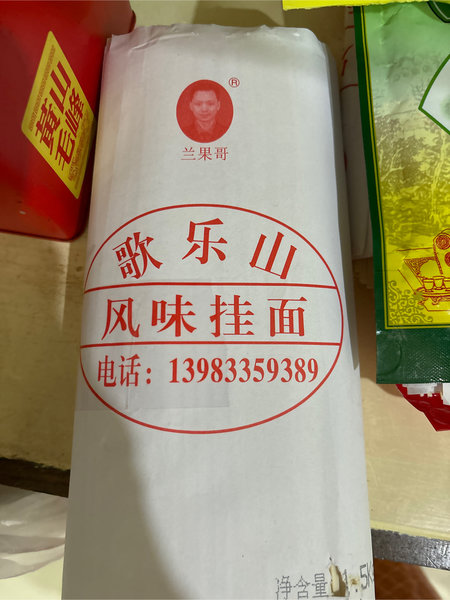 黄山
毛峰
®
兰果哥
歌乐山
风味挂面
电话：13983359389
净含量